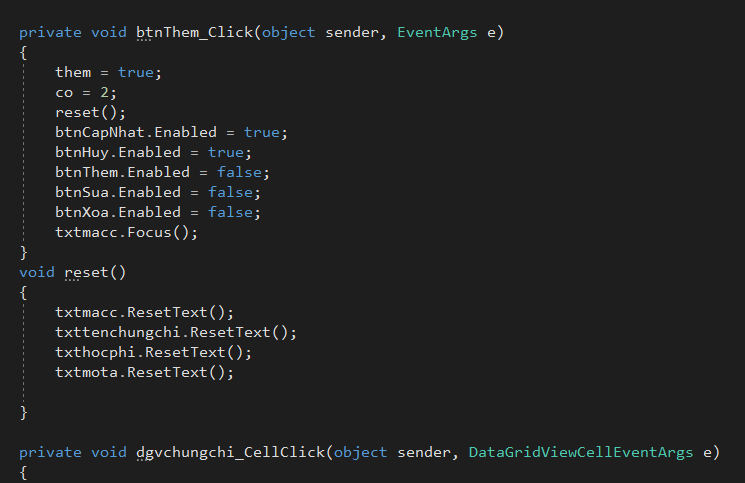 private void btnThem_Click(object sender, EventArgs e)
{
    them = true;
    co = 2;
    reset();
    btnCapNhat.Enabled = true;
    btnHuy.Enabled = true;
    btnThem.Enabled = false;
    btnSua.Enabled = false;
    btnXoa.Enabled = false;
    txtmacc.Focus();
}
void reset()
{
    txtmacc.ResetText();
    txttenchungchi.ResetText();
    txthocphi.ResetText();
    txtmota.ResetText();

}

private void dgvchungchi_CellClick(object sender, DataGridViewCellEventArgs e)
{